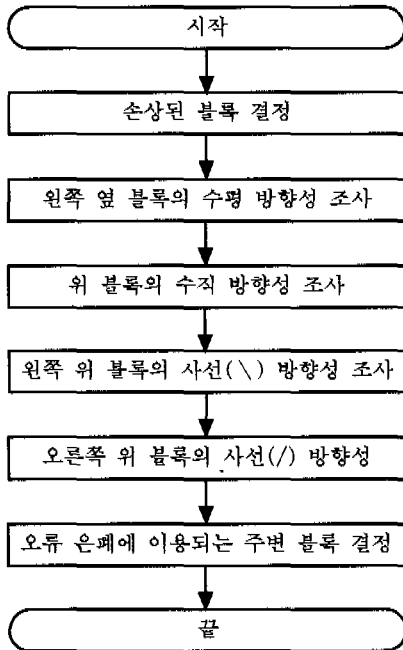 시작
손상된 블록 결정
왼쪽 옆 블록의 수평 방향성 조사
위 블록의 수직 방향성 조사
왼쪽 위 블록의 사선(\) 방향성 조사
오른쪽 위 블록의 사선(/) 방향성
오류 은폐에 이용되는 주변 블록 결정
끝